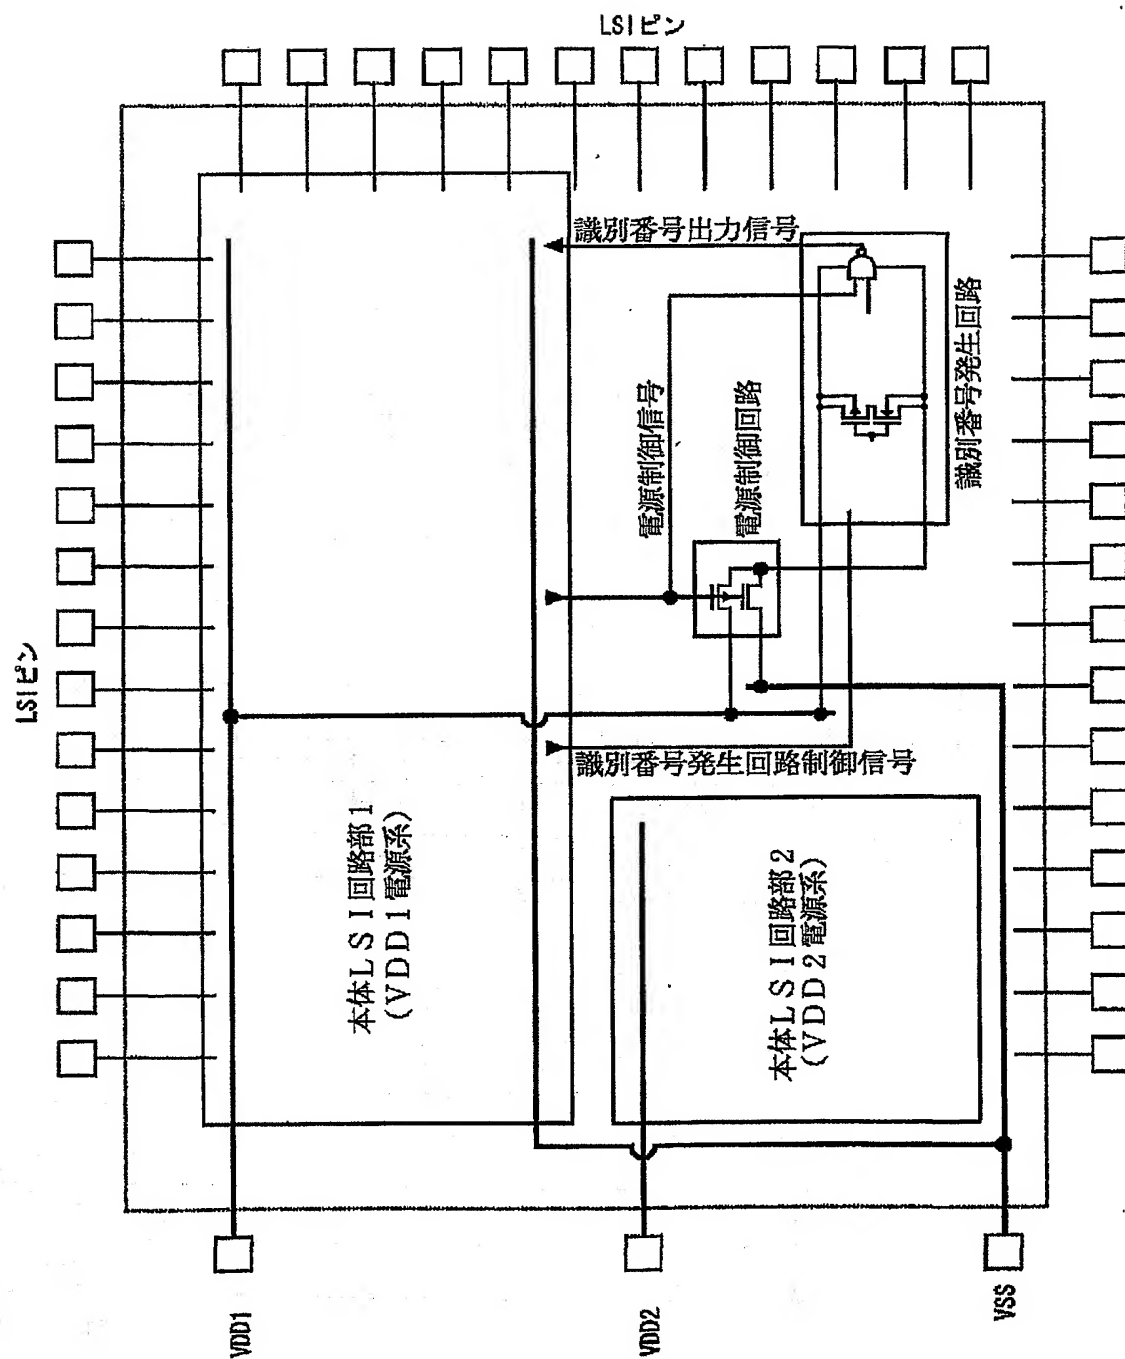 LSIピン
識別番号出力信号
識別番号発生回路
電源制御信号
電源制御回路
LSIピン
識別番号発生回路制御信号
本体LSI回路部1
(VDD1電源系)
本体LSI回路部2
(VDD2電源系)
VDD1
VDD2
VSS